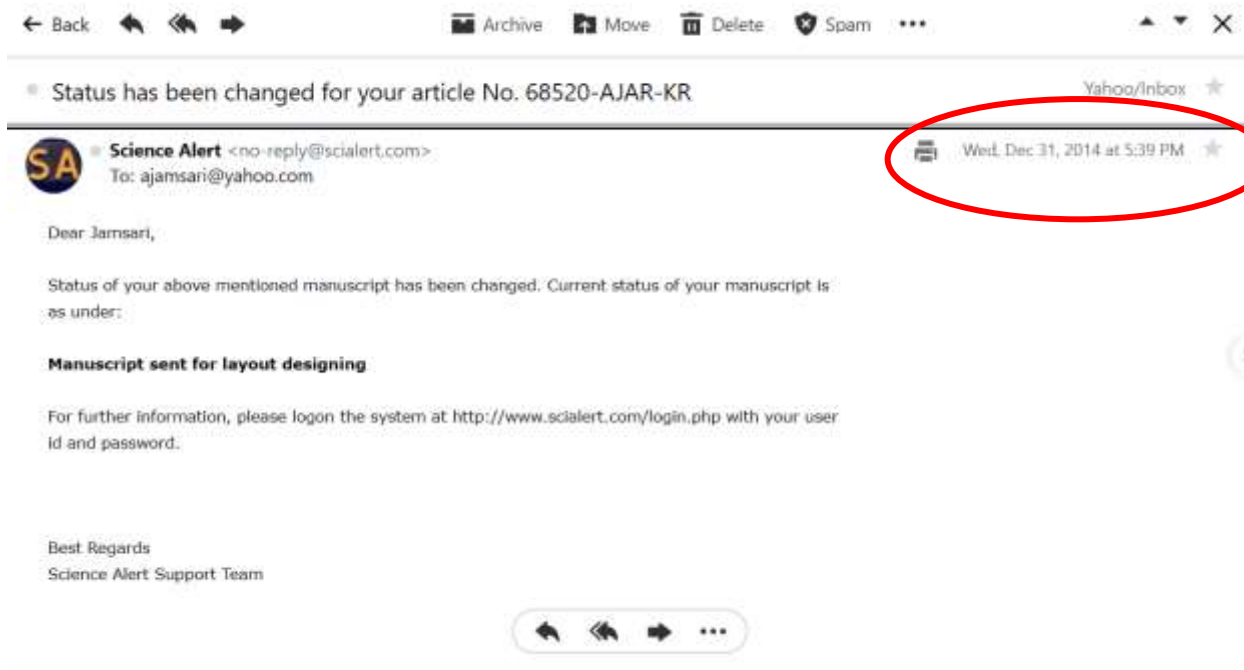 Back Archive Move Delete Spam
Status has been changed for your article No. 68520-AJAR-KR Yahoo/Inbox
SA Science Alert <no-reply@scialert.com> Wed, Dec 31, 2014 at 5:39 PM
To: ajamsari@yahoo.com
Dear Jamsari,
Status of your above mentioned manuscript has been changed. Current status of your manuscript is
as under:
Manuscript sent for layout designing
For further information, please logon the system at http://www.scialert.com/login.php with your user
id and password.
Best Regards
Science Alert Support Team